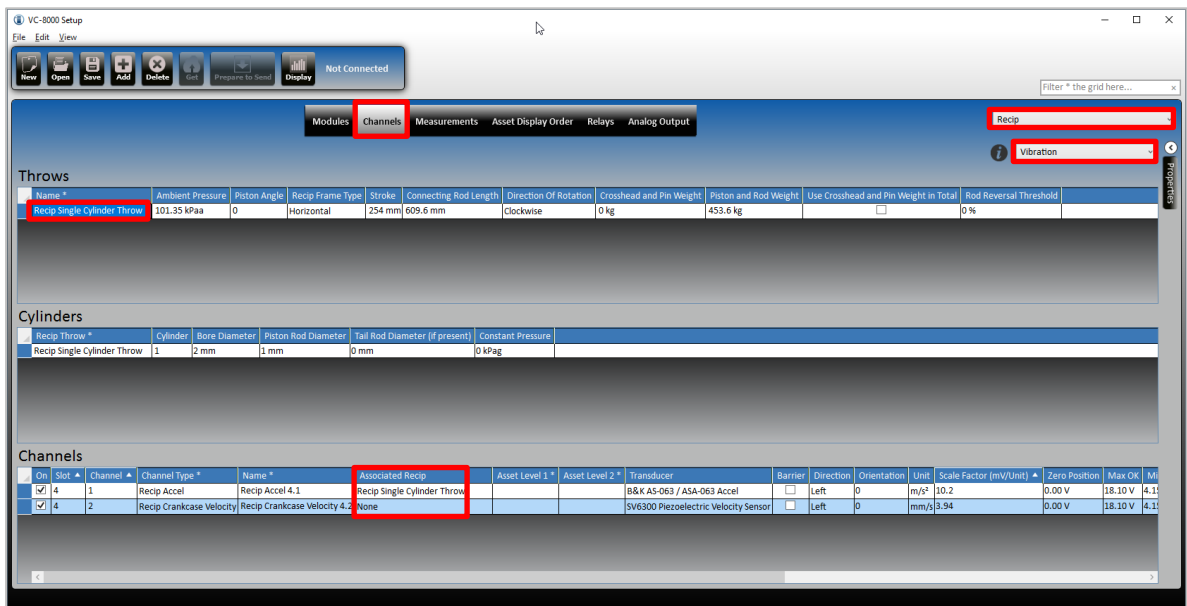 VC-8000 Setup
File Edit View
New Open Save Add Delete Get Prepare to Send Display Not Connected
Filter * the grid here... x
Modules Channels Measurements Asset Display Order Relays Analog Output
Recip
Vibration
Properties
Throws
Name * Ambient Pressure Piston Angle Recip Frame Type Stroke Connecting Rod Length Direction Of Rotation Crosshead and Pin Weight Piston and Rod Weight Use Crosshead and Pin Weight in Total Rod Reversal Threshold
Recip Single Cylinder Throw 101.35 kPaa 0 Horizontal 254 mm 609.6 mm Clockwise 0 kg 453.6 kg 0 %
Cylinders
Recip Throw * Cylinder Bore Diameter Piston Rod Diameter Tail Rod Diameter (if present) Constant Pressure
Recip Single Cylinder Throw 1 2 mm 1 mm 0 mm 0 kPag
Channels
On Slot Channel Channel Type * Name * Associated Recip Asset Level 1 * Asset Level 2 * Transducer Barrier Direction Orientation Unit Scale Factor (mV/Unit) Zero Position Max OK Mi
4 1 Recip Accel Recip Accel 4.1 Recip Single Cylinder Throw B&K AS-063 / ASA-063 Accel Left 0 m/s² 10.2 0.00 V 18.10 V 4.1
4 2 Recip Crankcase Velocity Recip Crankcase Velocity 4.2 None SV6300 Piezoelectric Velocity Sensor Left 0 mm/s 3.94 0.00 V 18.10 V 4.1